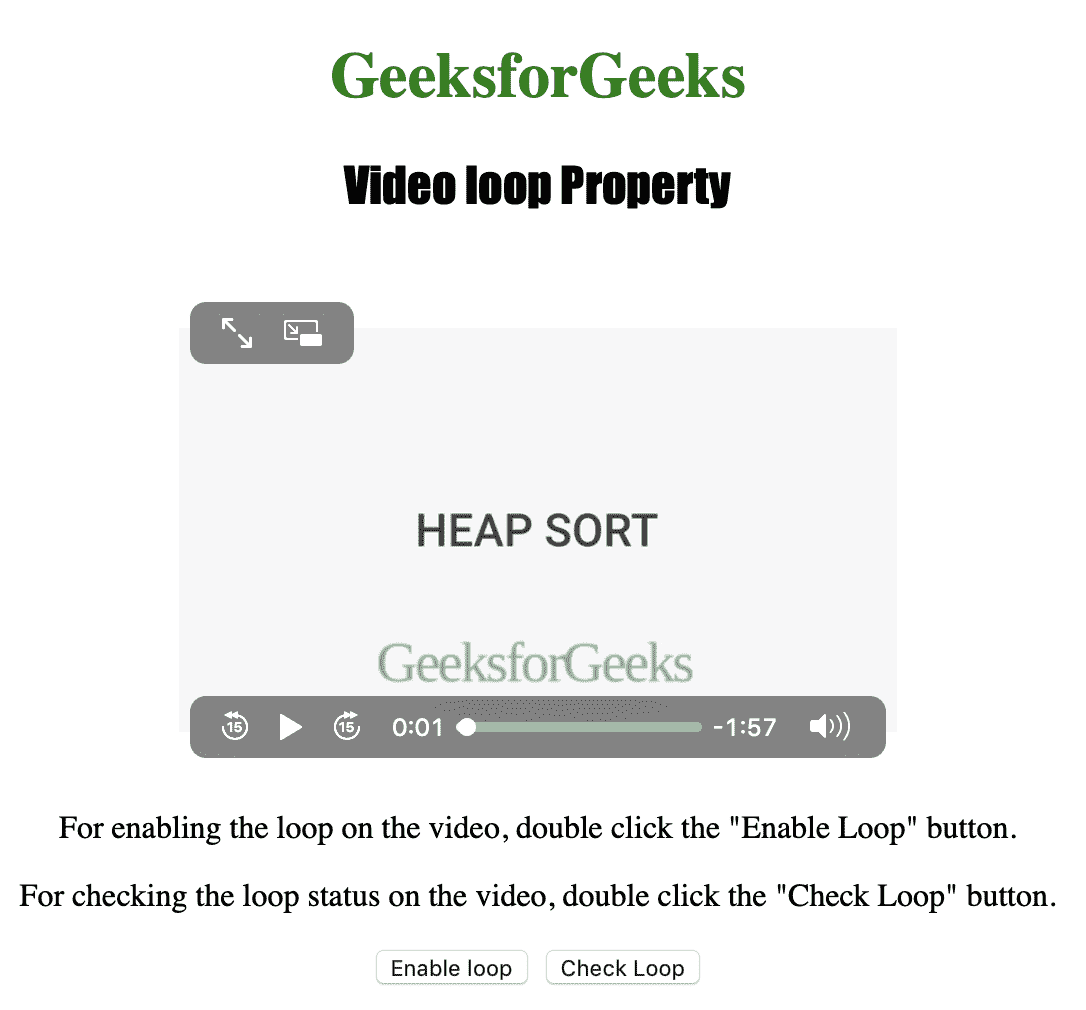 GeeksforGeeks
Video loop Property
HEAP SORT
GeeksforGeeks
15 15 0:01 -1:57
For enabling the loop on the video, double click the "Enable Loop" button.
For checking the loop status on the video, double click the "Check Loop" button.
Enable loop Check Loop